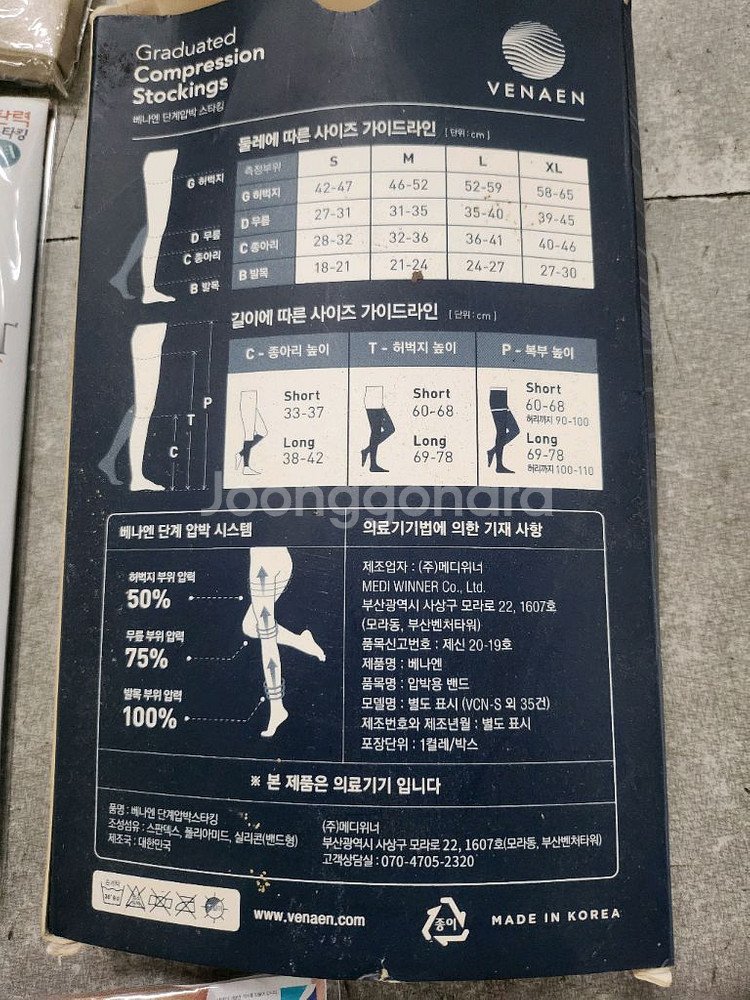 Graduated
Compression
Stockings
베나엔 단계압박 스타킹
VENAEN
둘레에 따른 사이즈 가이드라인 [ 단위 : cm ]
측정부위 S M L XL
G 허벅지 42-47 46-52 52-59 58-65
D 무릎 27-31 31-35 35-40 39-45
C 종아리 28-32 32-36 36-41 40-46
B 발목 18-21 21-24 24-27 27-30
G 허벅지
D 무릎
C 종아리
B 발목
길이에 따른 사이즈 가이드라인 [ 단위 : cm ]
C - 종아리 높이 T - 허벅지 높이 P - 복부 높이
Short 33-37
Long 38-42
Short 60-68
Long 69-78
Short 60-68
허리까지 90-100
Long 69-78
허리까지 100-110
P
T
C
Joonggonara
베나엔 단계 압박 시스템
허벅지 부위 압력
50%
무릎 부위 압력
75%
발목 부위 압력
100%
의료기기법에 의한 기재 사항
제조업자 : (주)메디위너
MEDI WINNER Co., Ltd.
부산광역시 사상구 모라로 22, 1607호
(모라동, 부산벤처타워)
품목신고번호 : 제신 20-19호
제품명 : 베나엔
품목명 : 압박용 밴드
모델명 : 별도 표시 (VCN-S 외 35건)
제조번호와 제조년월 : 별도 표시
포장단위 : 1켤레/박스
※ 본 제품은 의료기기 입니다
품명 : 베나엔 단계압박스타킹
조성섬유 : 스판덱스, 폴리아미드, 실리콘(밴드형)
제조국 : 대한민국
(주)메디위너
부산광역시 사상구 모라로 22, 1607호(모라동, 부산벤처타워)
고객상담실 : 070-4705-2320
www.venaen.com
종이
MADE IN KOREA